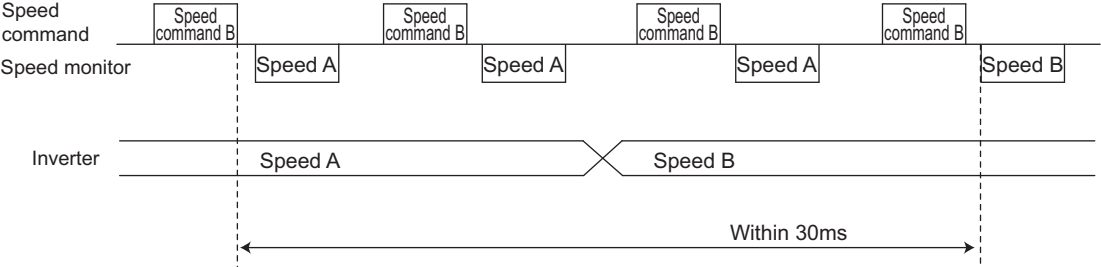 Speed
command
Speed
command B
Speed
command B
Speed
command B
Speed
command B
Speed monitor
Speed A
Speed A
Speed A
Speed B
Inverter
Speed A
Speed B
Within 30ms